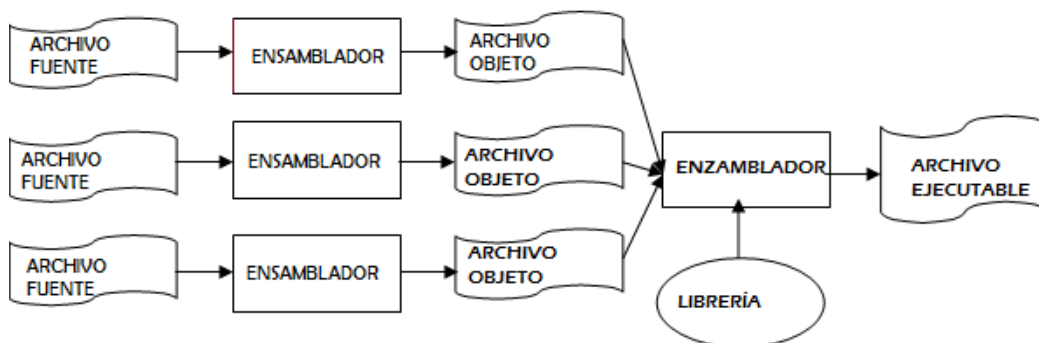 ARCHIVO
FUENTE
ENSAMBLADOR
ARCHIVO
OBJETO
ARCHIVO
FUENTE
ENSAMBLADOR
ARCHIVO
OBJETO
ENZAMBLADOR
ARCHIVO
EJECUTABLE
ARCHIVO
FUENTE
ENSAMBLADOR
ARCHIVO
OBJETO
LIBRERÍA